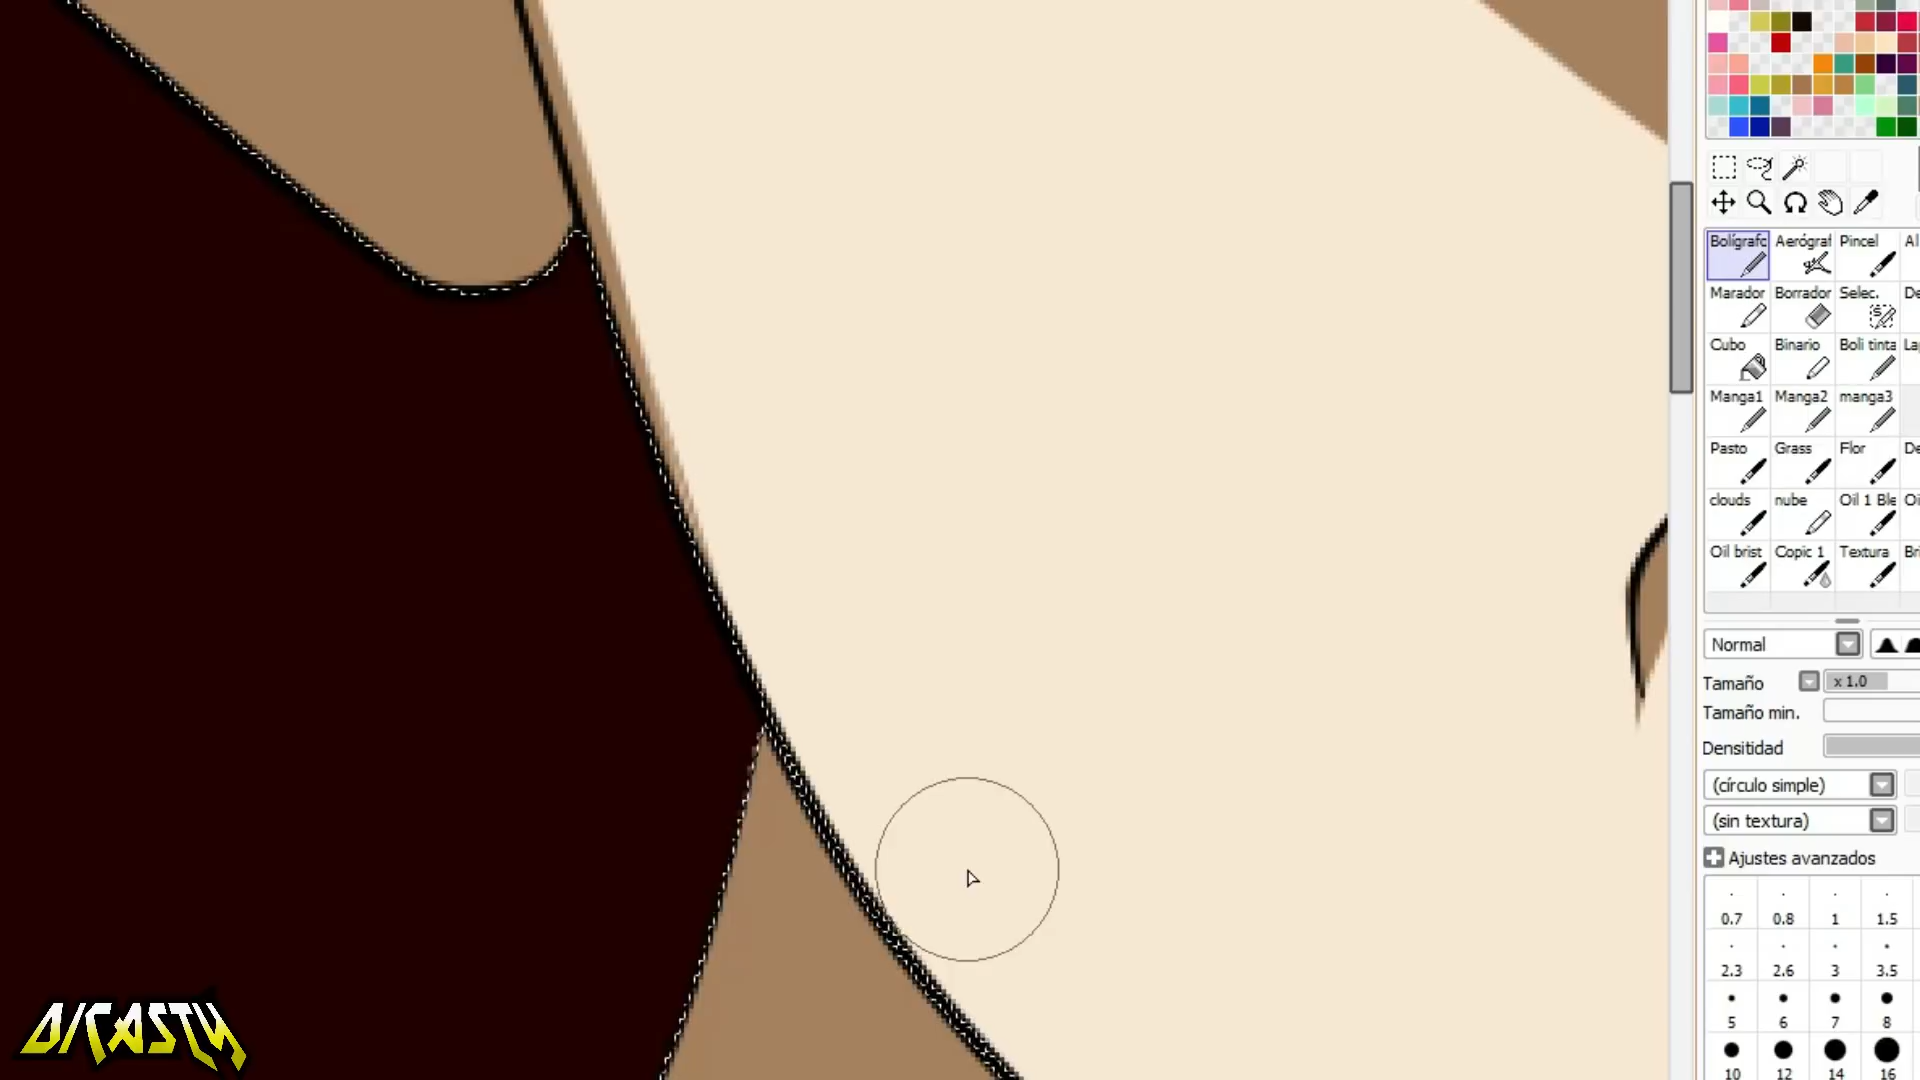 Bolígrafc Aerógraf Pincel Al
Marador Borrador Selec. De
Cubo Binario Boli tinta La
Manga1 Manga2 manga3
Pasto Grass Flor De
clouds nube Oil 1 Ble Oi
Oil brist Copic 1 Textura Bri
Normal
Tamaño x 1.0
Tamaño min.
Densitidad
(círculo simple)
(sin textura)
Ajustes avanzados
0.7 0.8 1 1.5
2.3 2.6 3 3.5
5 6 7 8
10 12 14 16
DICASTY